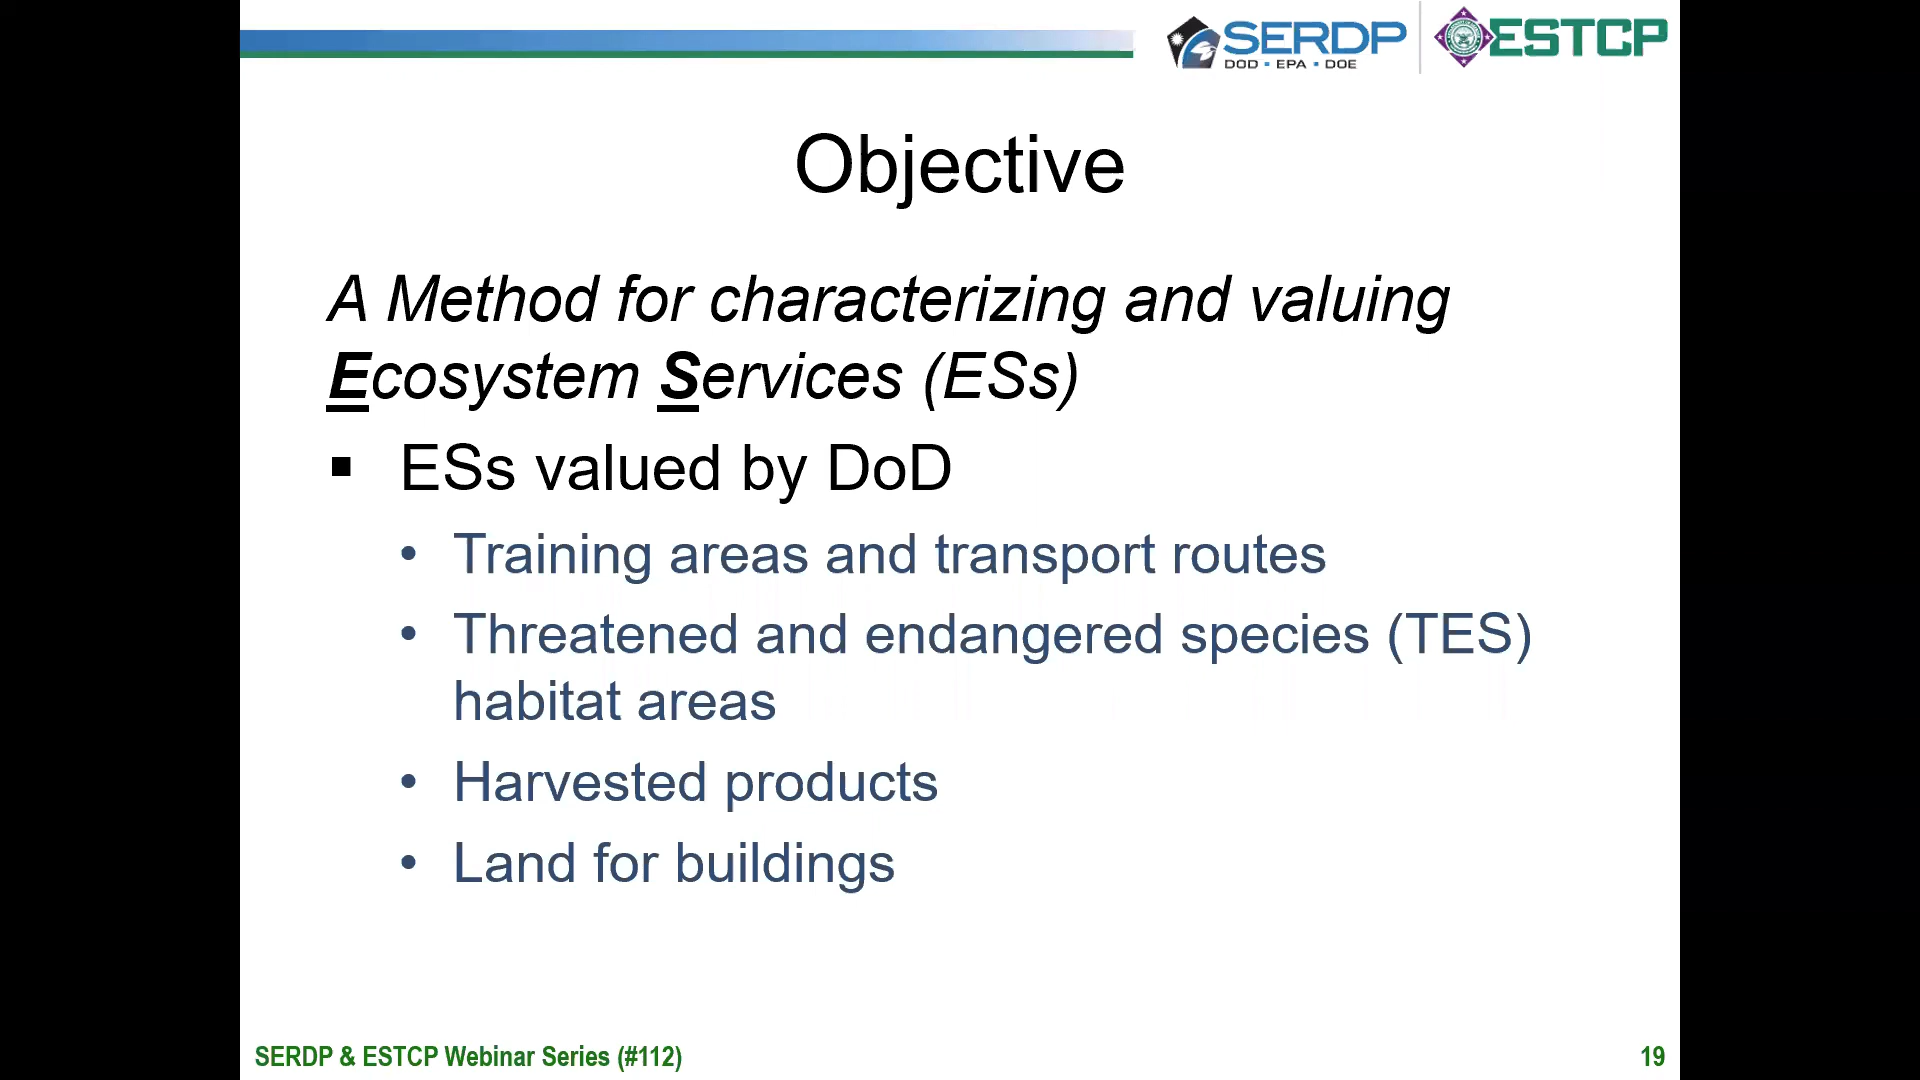 SERDP
DOD ▪ EPA ▪ DOE
ESTCP
Objective
A Method for characterizing and valuing
Ecosystem Services (ESs)
▪ ESs valued by DoD
• Training areas and transport routes
• Threatened and endangered species (TES)
habitat areas
• Harvested products
• Land for buildings
SERDP & ESTCP Webinar Series (#112)
19